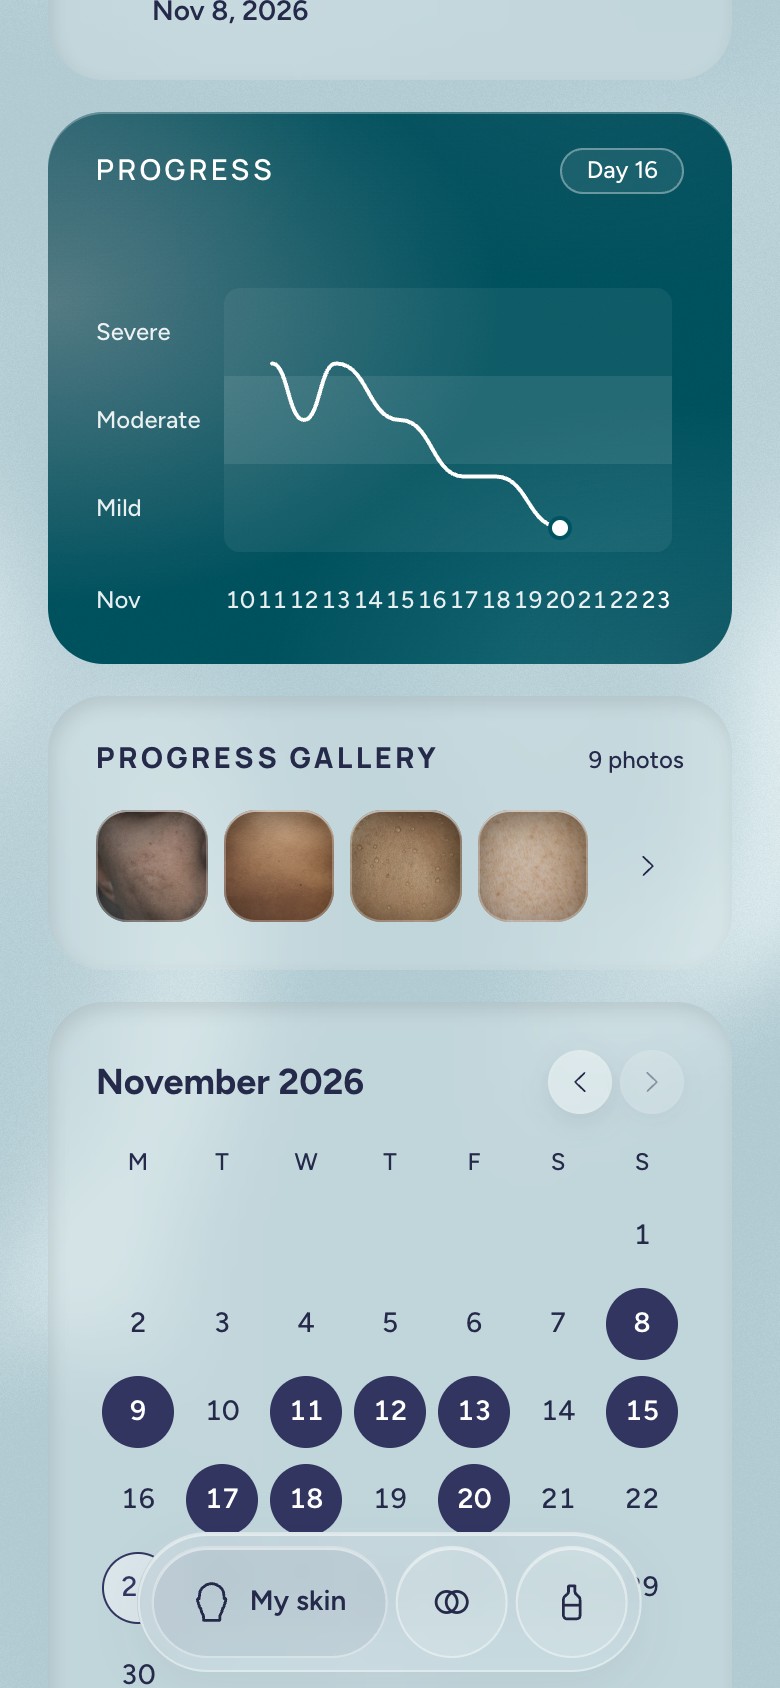 Nov 8, 2026
PROGRESS
Day 16
Severe
Moderate
Mild
Nov
10 11 12 13 14 15 16 17 18 19 20 21 22 23
PROGRESS GALLERY
9 photos
November 2026
M T W T F S S
1
2 3 4 5 6 7 8
9 10 11 12 13 14 15
16 17 18 19 20 21 22
My skin
30